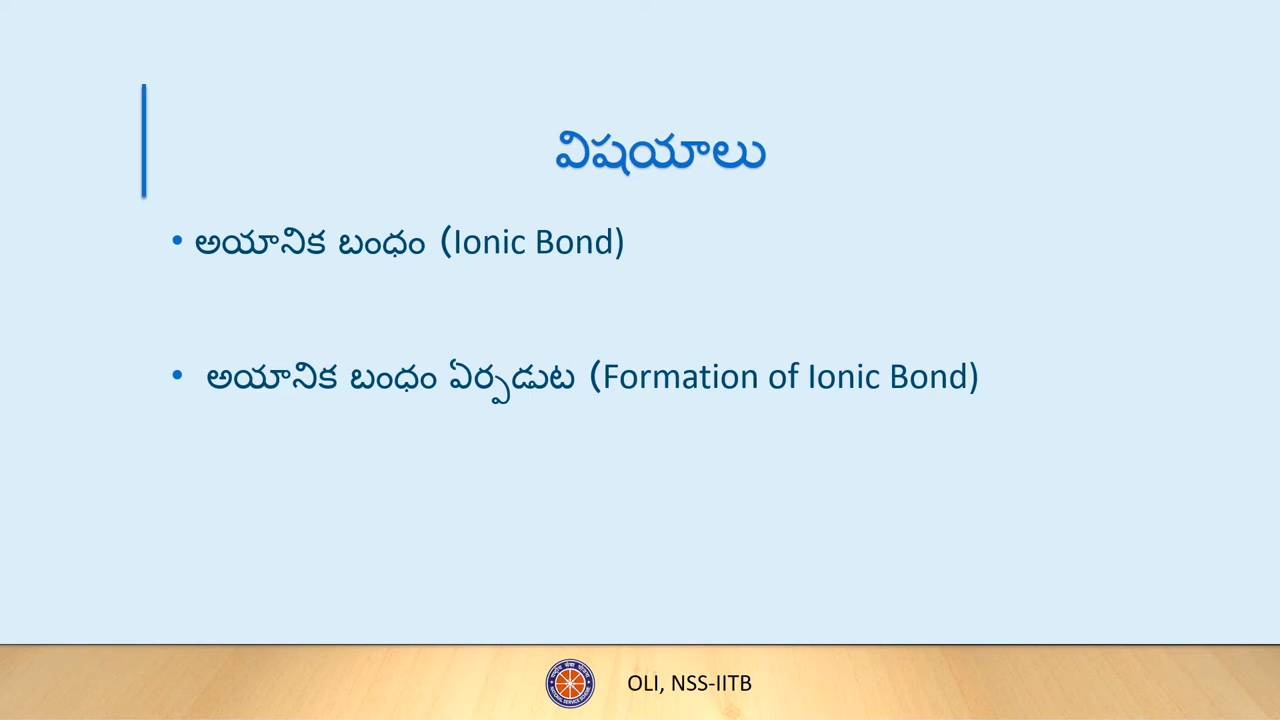 విషయాలు
• అయానిక బంధం (Ionic Bond)
• అయానిక బంధం ఏర్పడుట (Formation of Ionic Bond)
OLI, NSS-IITB